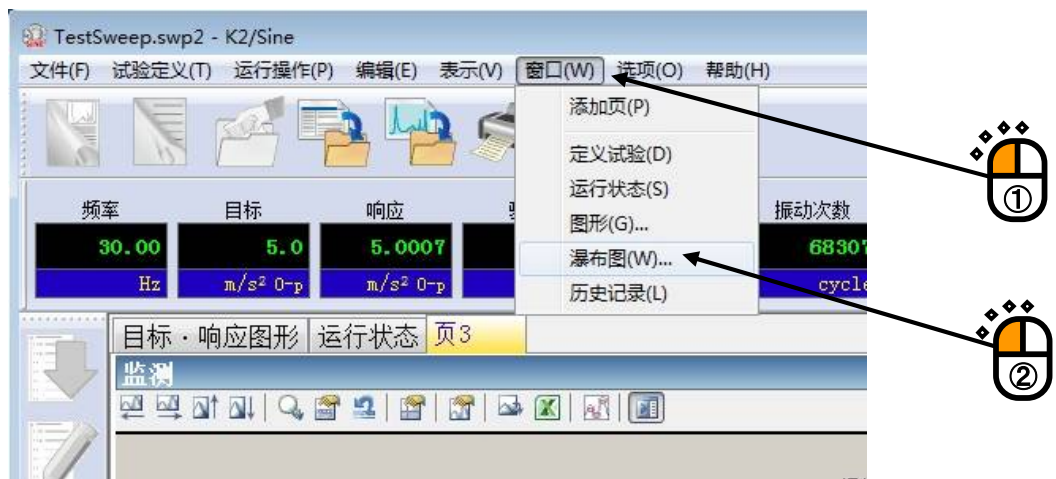 TestSweep.swp2 - K2/Sine
文件(F) 试验定义(T) 运行操作(P) 编辑(E) 表示(V) 窗口(W) 选项(O) 帮助(H)
添加页(P)
定义试验(D)
运行状态(S)
图形(G)...
瀑布图(W)...
历史记录(L)
①
②
频率 目标 响应 振动次数
30.00 5.0 5.0007 68307
Hz m/s² 0-p m/s² 0-p cycle
目标・响应图形 运行状态 页3
监测